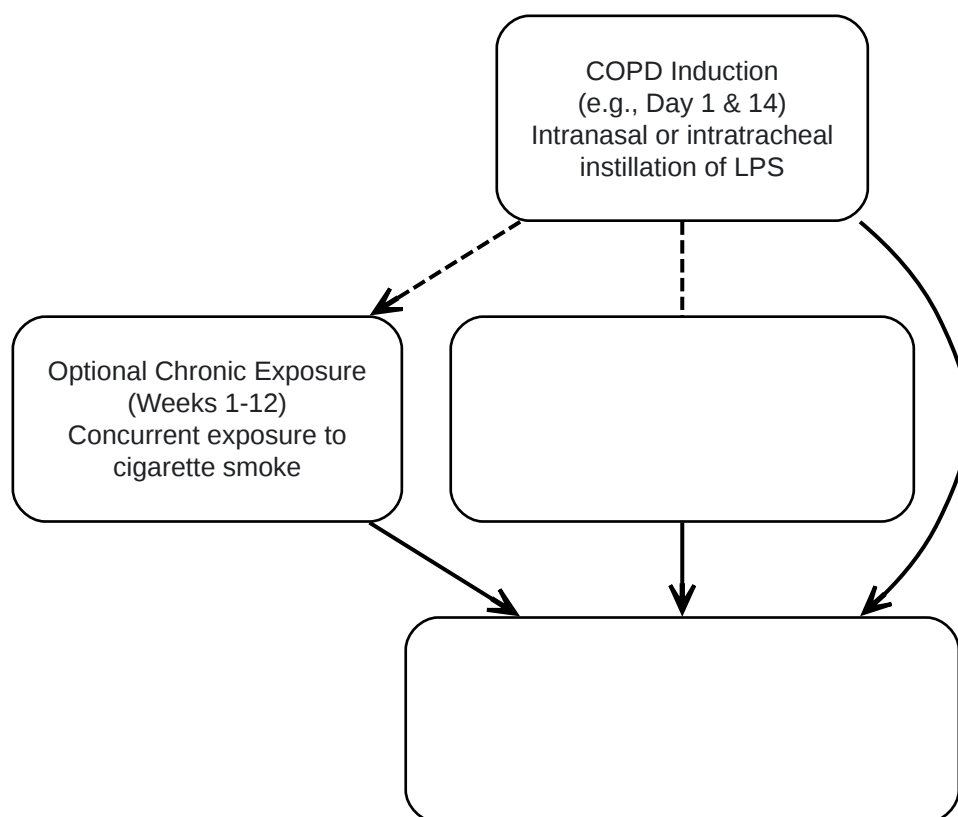 COPD Induction
(e.g., Day 1 & 14)
Intranasal or intratracheal
instillation of LPS
Optional Chronic Exposure
(Weeks 1-12)
Concurrent exposure to
cigarette smoke